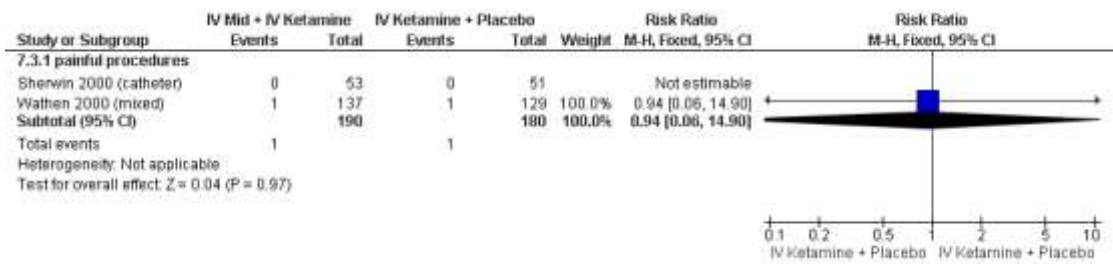 IV Mid + IV Ketamine IV Ketamine + Placebo Risk Ratio Risk Ratio
Study or Subgroup Events Total Events Total Weight M-H, Fixed, 95% CI M-H, Fixed, 95% CI
7.3.1 painful procedures
Sherwin 2000 (catheter) 0 53 0 51 Not estimable
Wathen 2000 (mixed) 1 137 1 129 100.0% 0.94 [0.06, 14.90]
Subtotal (95% CI) 190 180 100.0% 0.94 [0.06, 14.90]
Total events 1 1
Heterogeneity: Not applicable
Test for overall effect: Z = 0.04 (P = 0.97)
0.1 0.2 0.5 1 2 5 10
IV Ketamine + Placebo IV Ketamine + Placebo